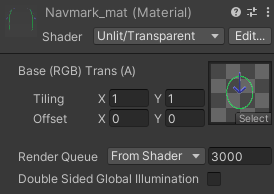 Navmark_mat (Material)
Shader Unlit/Transparent Edit...
Base (RGB) Trans (A)
Tiling X 1 Y 1
Offset X 0 Y 0
Select
Render Queue From Shader 3000
Double Sided Global Illumination